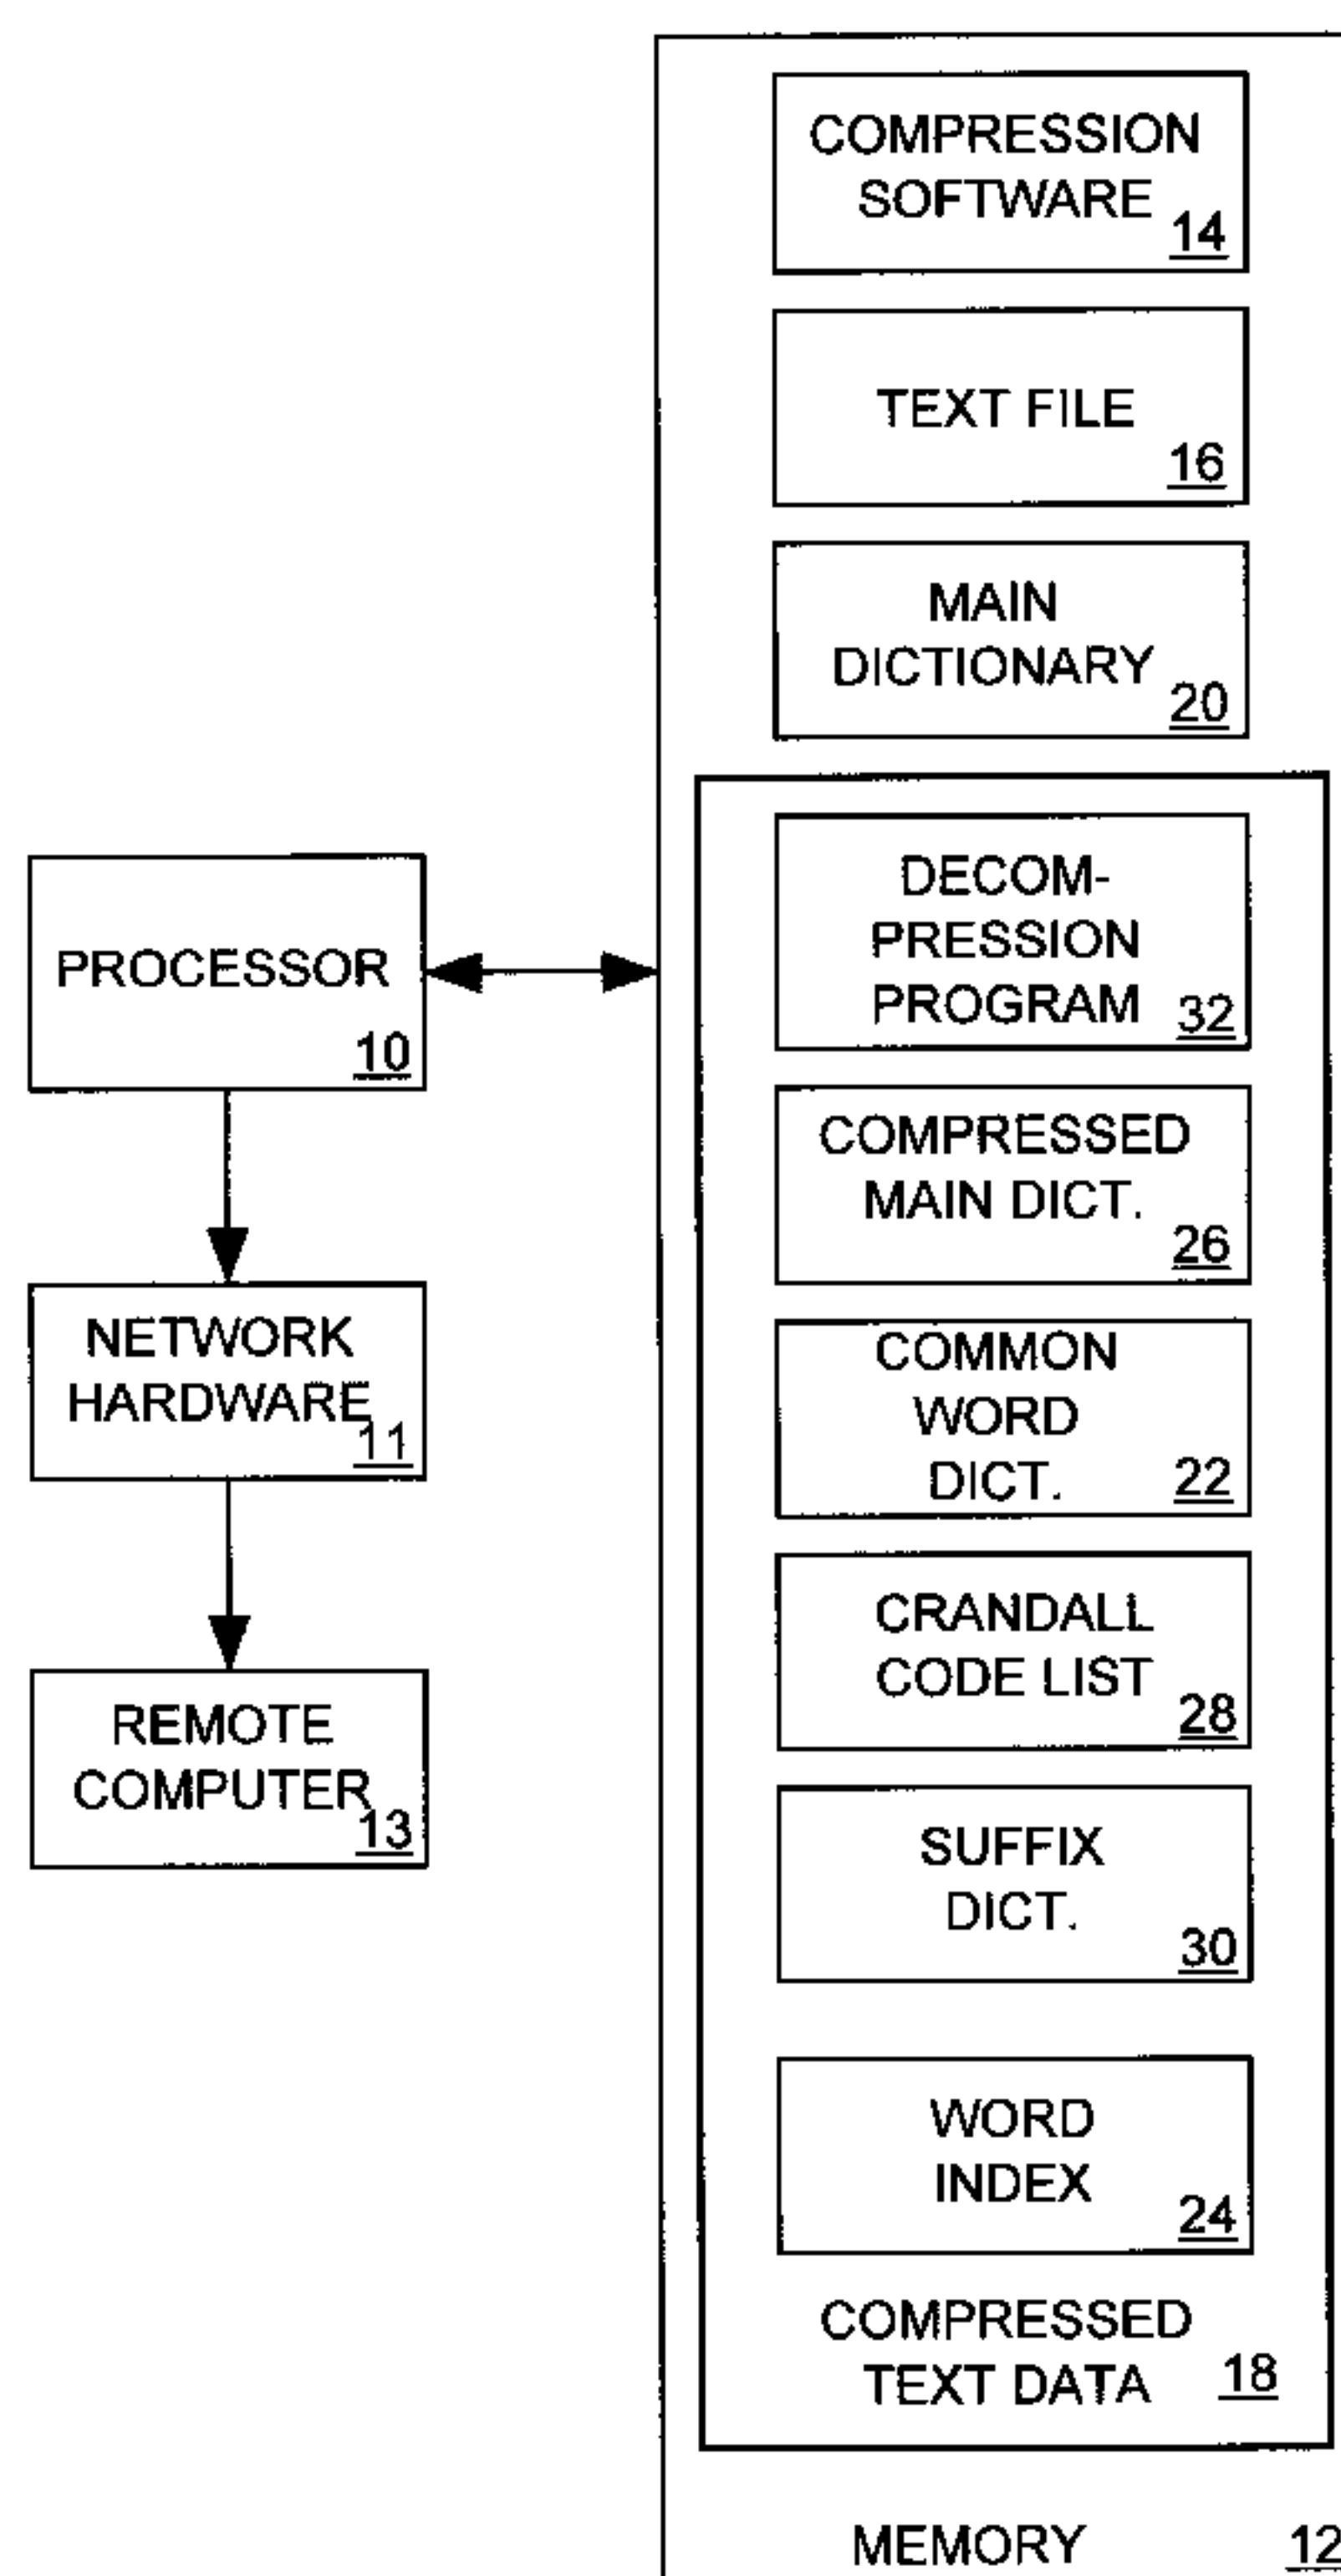 COMPRESSION
SOFTWARE
14
TEXT FILE
16
MAIN
DICTIONARY
20
DECOM-
PRESSION
PROGRAM
32
COMPRESSED
MAIN DICT.
26
COMMON
WORD
DICT.
22
CRANDALL
CODE LIST
28
SUFFIX
DICT.
30
WORD
INDEX
24
COMPRESSED
TEXT DATA
18
MEMORY
12
PROCESSOR
10
NETWORK
HARDWARE
11
REMOTE
COMPUTER
13